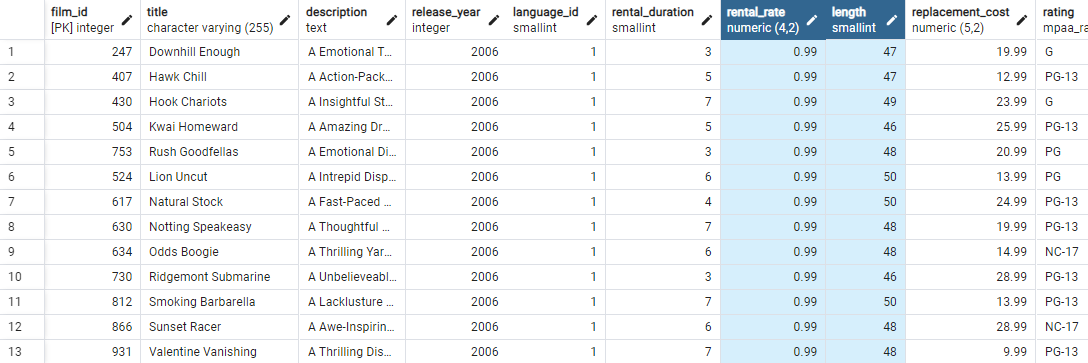 film_id title description release_year language_id rental_duration rental_rate length replacement_cost rating
[PK] integer character varying (255) text integer smallint smallint numeric (4,2) smallint numeric (5,2) mpaa_ra
1 247 Downhill Enough A Emotional T... 2006 1 3 0.99 47 19.99 G
2 407 Hawk Chill A Action-Pack... 2006 1 5 0.99 47 12.99 PG-13
3 430 Hook Chariots A Insightful St... 2006 1 7 0.99 49 23.99 G
4 504 Kwai Homeward A Amazing Dr... 2006 1 5 0.99 46 25.99 PG-13
5 753 Rush Goodfellas A Emotional Di... 2006 1 3 0.99 48 20.99 PG
6 524 Lion Uncut A Intrepid Disp... 2006 1 6 0.99 50 13.99 PG
7 617 Natural Stock A Fast-Paced ... 2006 1 4 0.99 50 24.99 PG-13
8 630 Notting Speakeasy A Thoughtful ... 2006 1 7 0.99 48 19.99 PG-13
9 634 Odds Boogie A Thrilling Yar... 2006 1 6 0.99 48 14.99 NC-17
10 730 Ridgemont Submarine A Unbelieveabl... 2006 1 3 0.99 46 28.99 PG-13
11 812 Smoking Barbarella A Lacklusture ... 2006 1 7 0.99 50 13.99 PG-13
12 866 Sunset Racer A Awe-Inspirin... 2006 1 6 0.99 48 28.99 NC-17
13 931 Valentine Vanishing A Thrilling Dis... 2006 1 7 0.99 48 9.99 PG-13